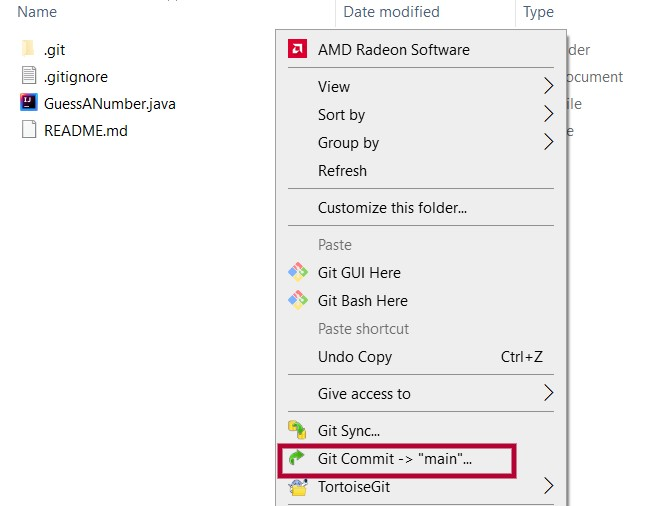 Name Date modified Type
.git
.gitignore
GuessANumber.java
README.md
AMD Radeon Software
View
Sort by
Group by
Refresh
Customize this folder...
Paste
Git GUI Here
Git Bash Here
Paste shortcut
Undo Copy Ctrl+Z
Give access to
Git Sync...
Git Commit -> "main"...
TortoiseGit